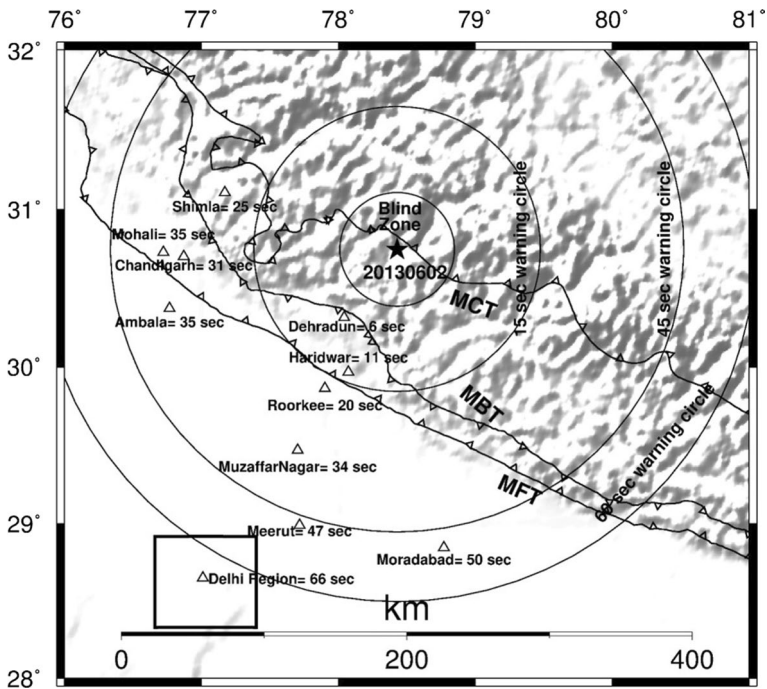 76° 77° 78° 79° 80° 81°
32°
31°
30°
29°
28°
Shimla= 25 sec
Blind
Zone
Mohali= 35 sec
Chandigarh= 31 sec
20130602
Ambala= 35 sec
Dehradun= 6 sec
MCT
15 sec warning circle
45 sec warning circle
Haridwar= 11 sec
Roorkee= 20 sec
MBT
MuzaffarNagar= 34 sec
MFT
60 sec warning circle
Meerut= 47 sec
Moradabad= 50 sec
Delhi Region= 66 sec
km
0 200 400